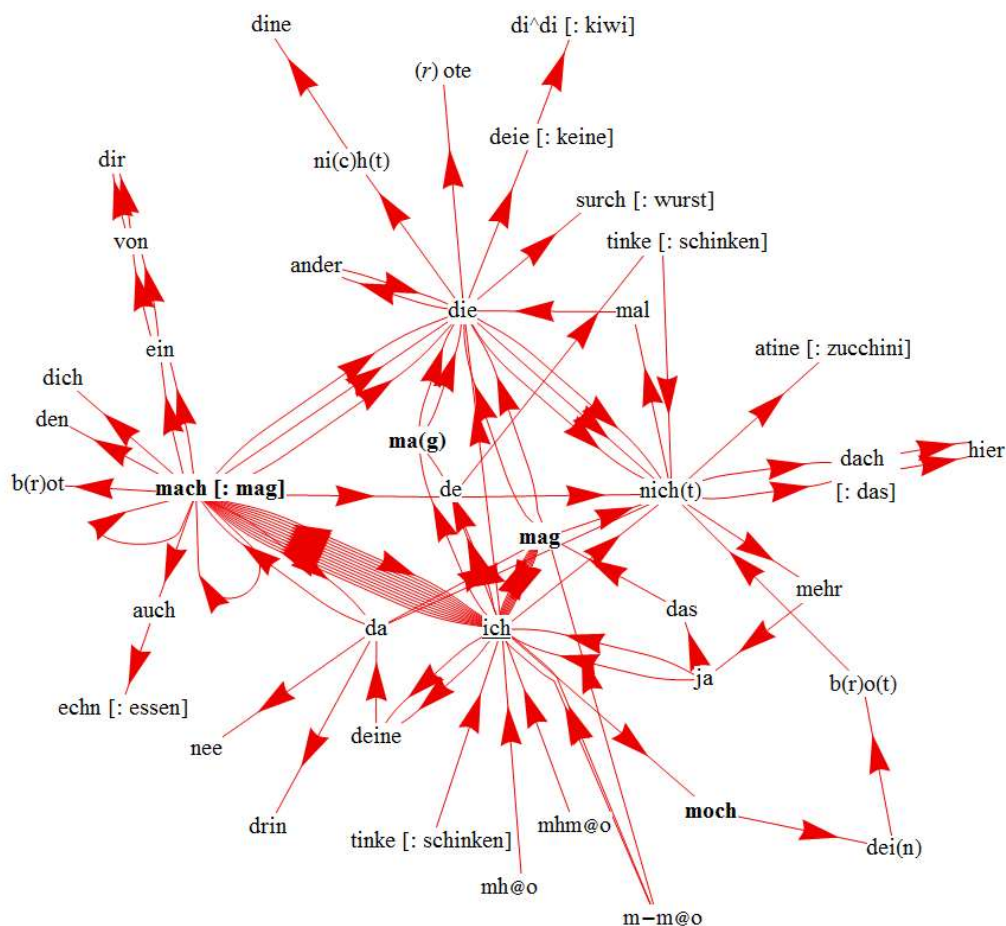 dine
di^di [: kiwi]
(r) ote
deie [: keine]
ni(c)h(t)
dir
surch [: wurst]
tinke [: schinken]
von
ander
die
mal
ein
atine [: zucchini]
dich
den
ma(g)
hier
dach
b(r)ot
mach [: mag]
de
nich(t)
[: das]
mag
mehr
auch
das
da
ich
ja
b(r)o(t)
echn [: essen]
nee
deine
moch
drin
tinke [: schinken]
mhm@o
dei(n)
mh@o
m−m@o